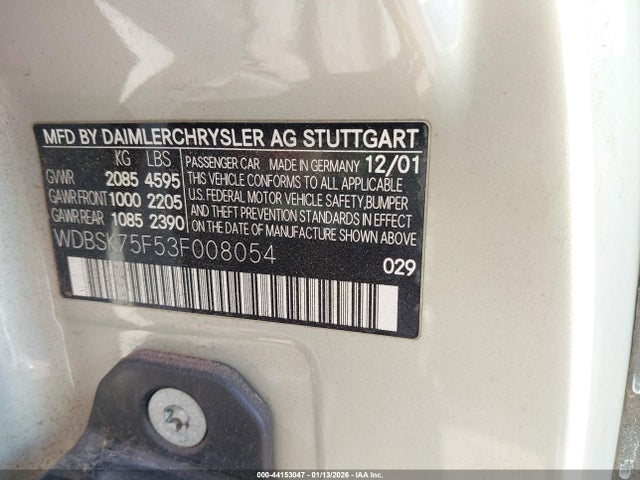 MFD BY DAIMLERCHRYSLER AG STUTTGART
KG LBS
GVWR 2085 4595
GAWR FRONT 1000 2205
GAWR REAR 1085 2390
PASSENGER CAR MADE IN GERMANY 12/01
THIS VEHICLE CONFORMS TO ALL APPLICABLE
U.S. FEDERAL MOTOR VEHICLE, BUMPER
AND THEFT PREVENTION STANDARDS IN EFFECT
ON THE DATE OF MANUFACTURE SHOWN ABOVE
WDBSK75F53F008054
029
000-44153047 - 01/13/2026 - IAA Inc.